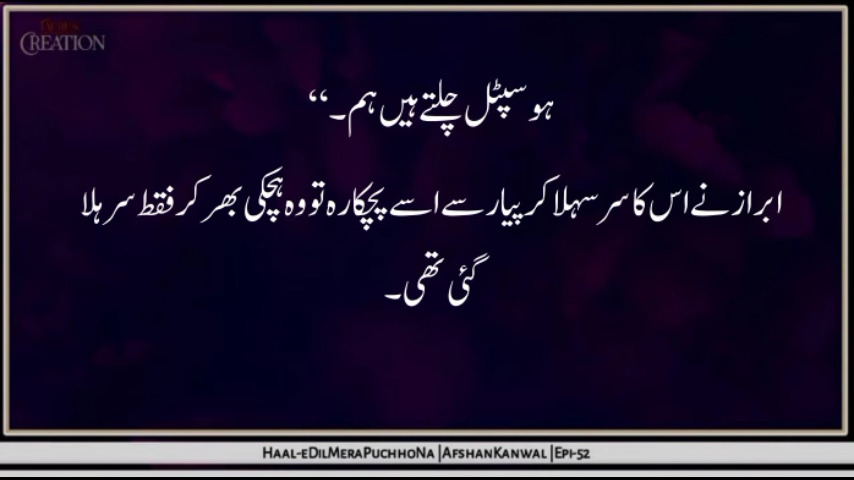 CREATION
ہوسپٹل چلتے ہیں ہم۔“
ابراز نے اس کا سر سہلا کر پیار سے اسے پچکارہ تو وہ ہچکی بھر کر فقط سر ہلا
گئی تھی۔
HAAL-EDILMERAPUCHHONA |AFSHANKANWAL |EPI-52